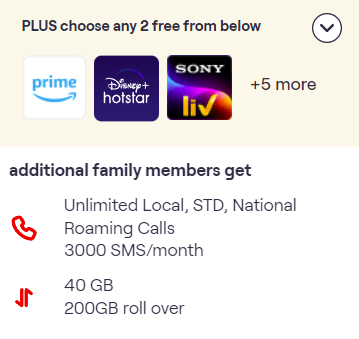 PLUS choose any 2 free from below
prime
Disney+
hotstar
SONY
liv
+5 more
additional family members get
Unlimited Local, STD, National
Roaming Calls
3000 SMS/month
40 GB
200GB roll over